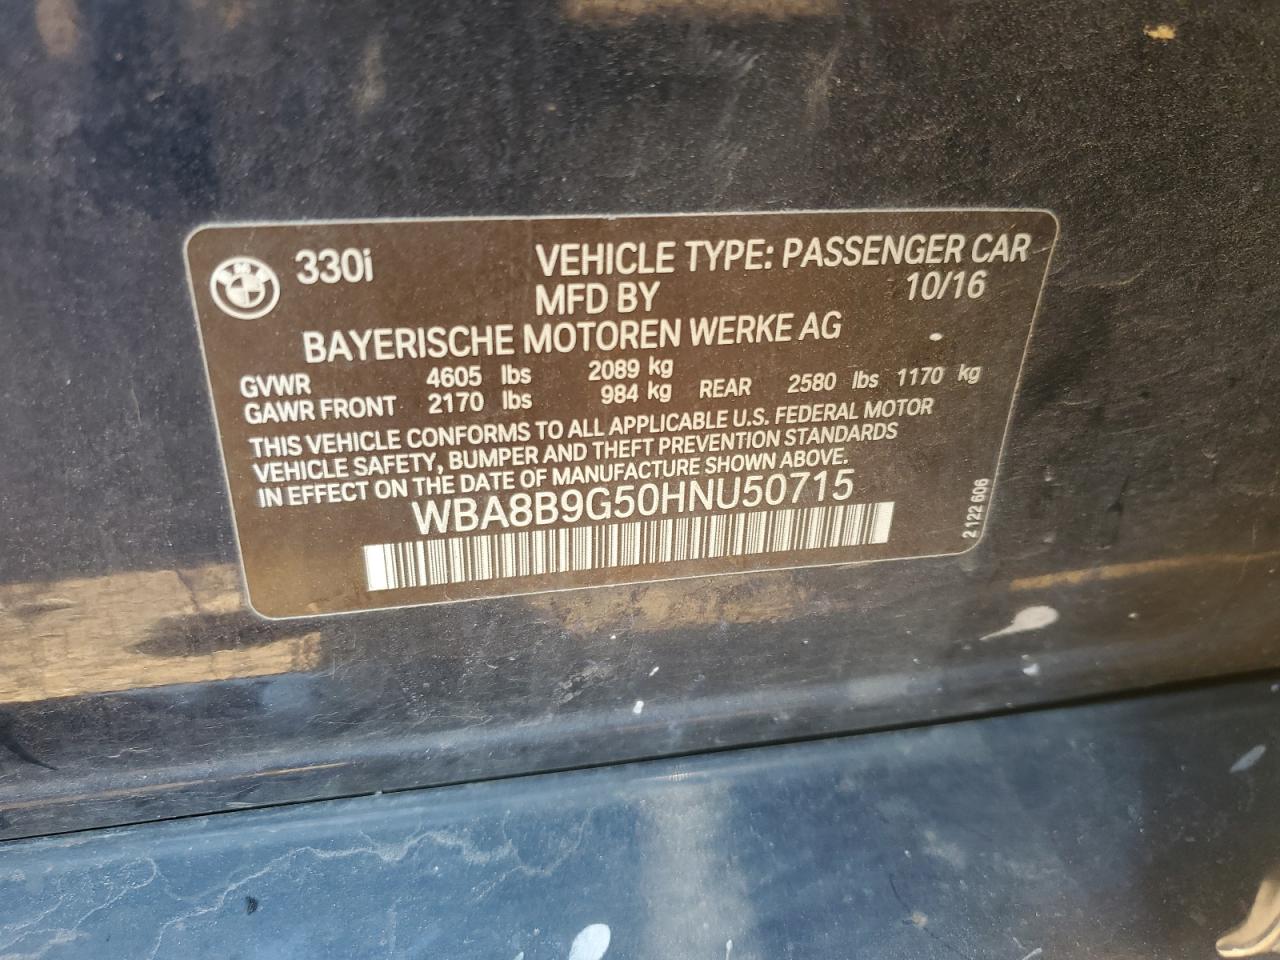 330i VEHICLE TYPE: PASSENGER CAR
MFD BY 10/16
BAYERISCHE MOTOREN WERKE AG
GVWR 4605 lbs 2089 kg
GAWR FRONT 2170 lbs 984 kg REAR 2580 lbs 1170 kg
THIS VEHICLE CONFORMS TO ALL APPLICABLE U.S. FEDERAL MOTOR
VEHICLE SAFETY, BUMPER AND THEFT PREVENTION STANDARDS
IN EFFECT ON THE DATE OF MANUFACTURE SHOWN ABOVE.
WBA8B9G50HNU50715
2 122 606